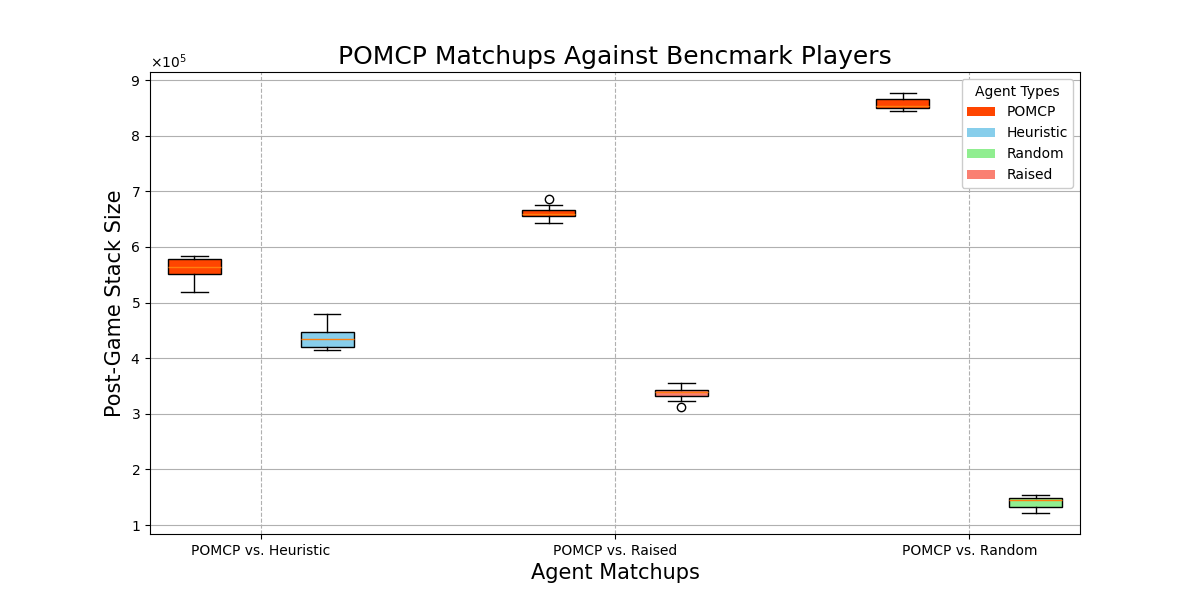 POMCP Matchups Against Bencmark Players
×10⁵
9
8
7
6
5
4
3
2
1
Post-Game Stack Size
Agent Types
POMCP
Heuristic
Random
Raised
POMCP vs. Heuristic
POMCP vs. Raised
POMCP vs. Random
Agent Matchups